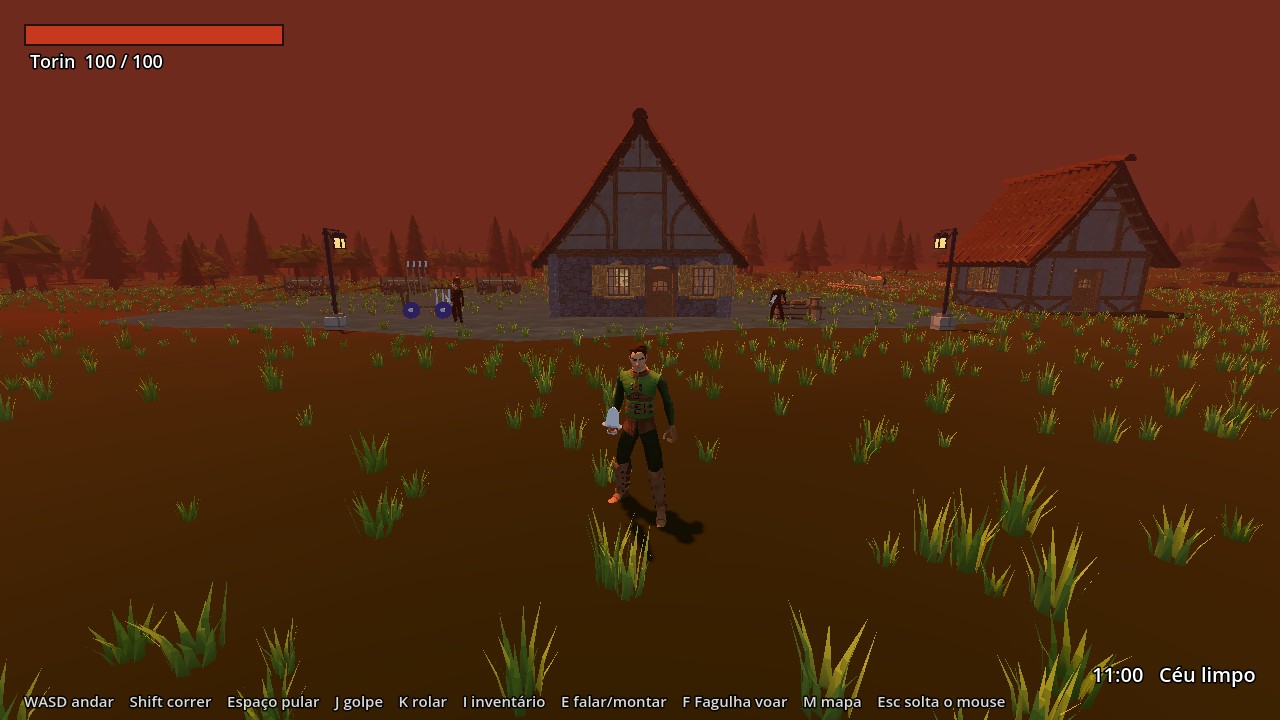 Torin 100 / 100
11:00 Céu limpo
WASD andar Shift correr Espaço pular J golpe K rolar I inventário E falar/montar F Fagulha voar M mapa Esc solta o mouse